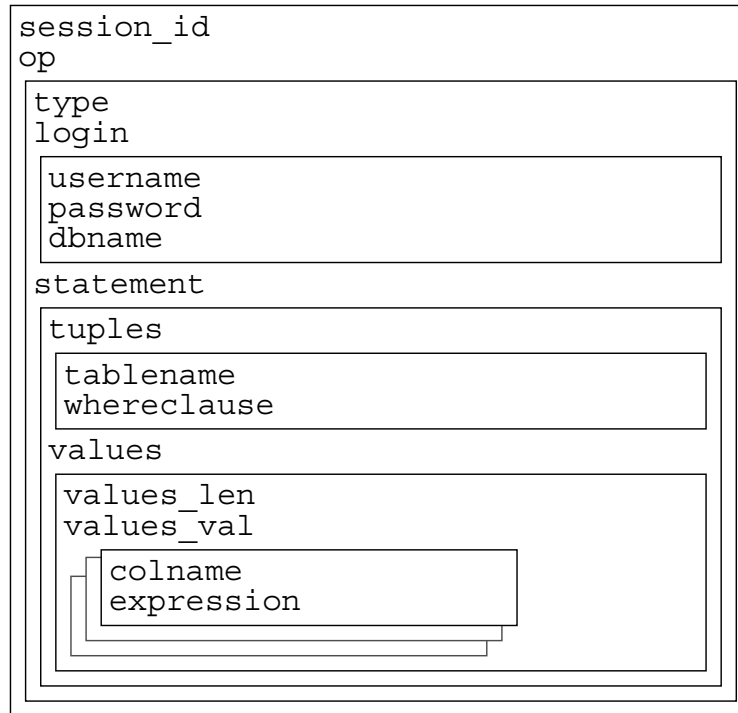 session_id
op
type
login
username
password
dbname
statement
tuples
tablename
whereclause
values
values_len
values_val
colname
expression